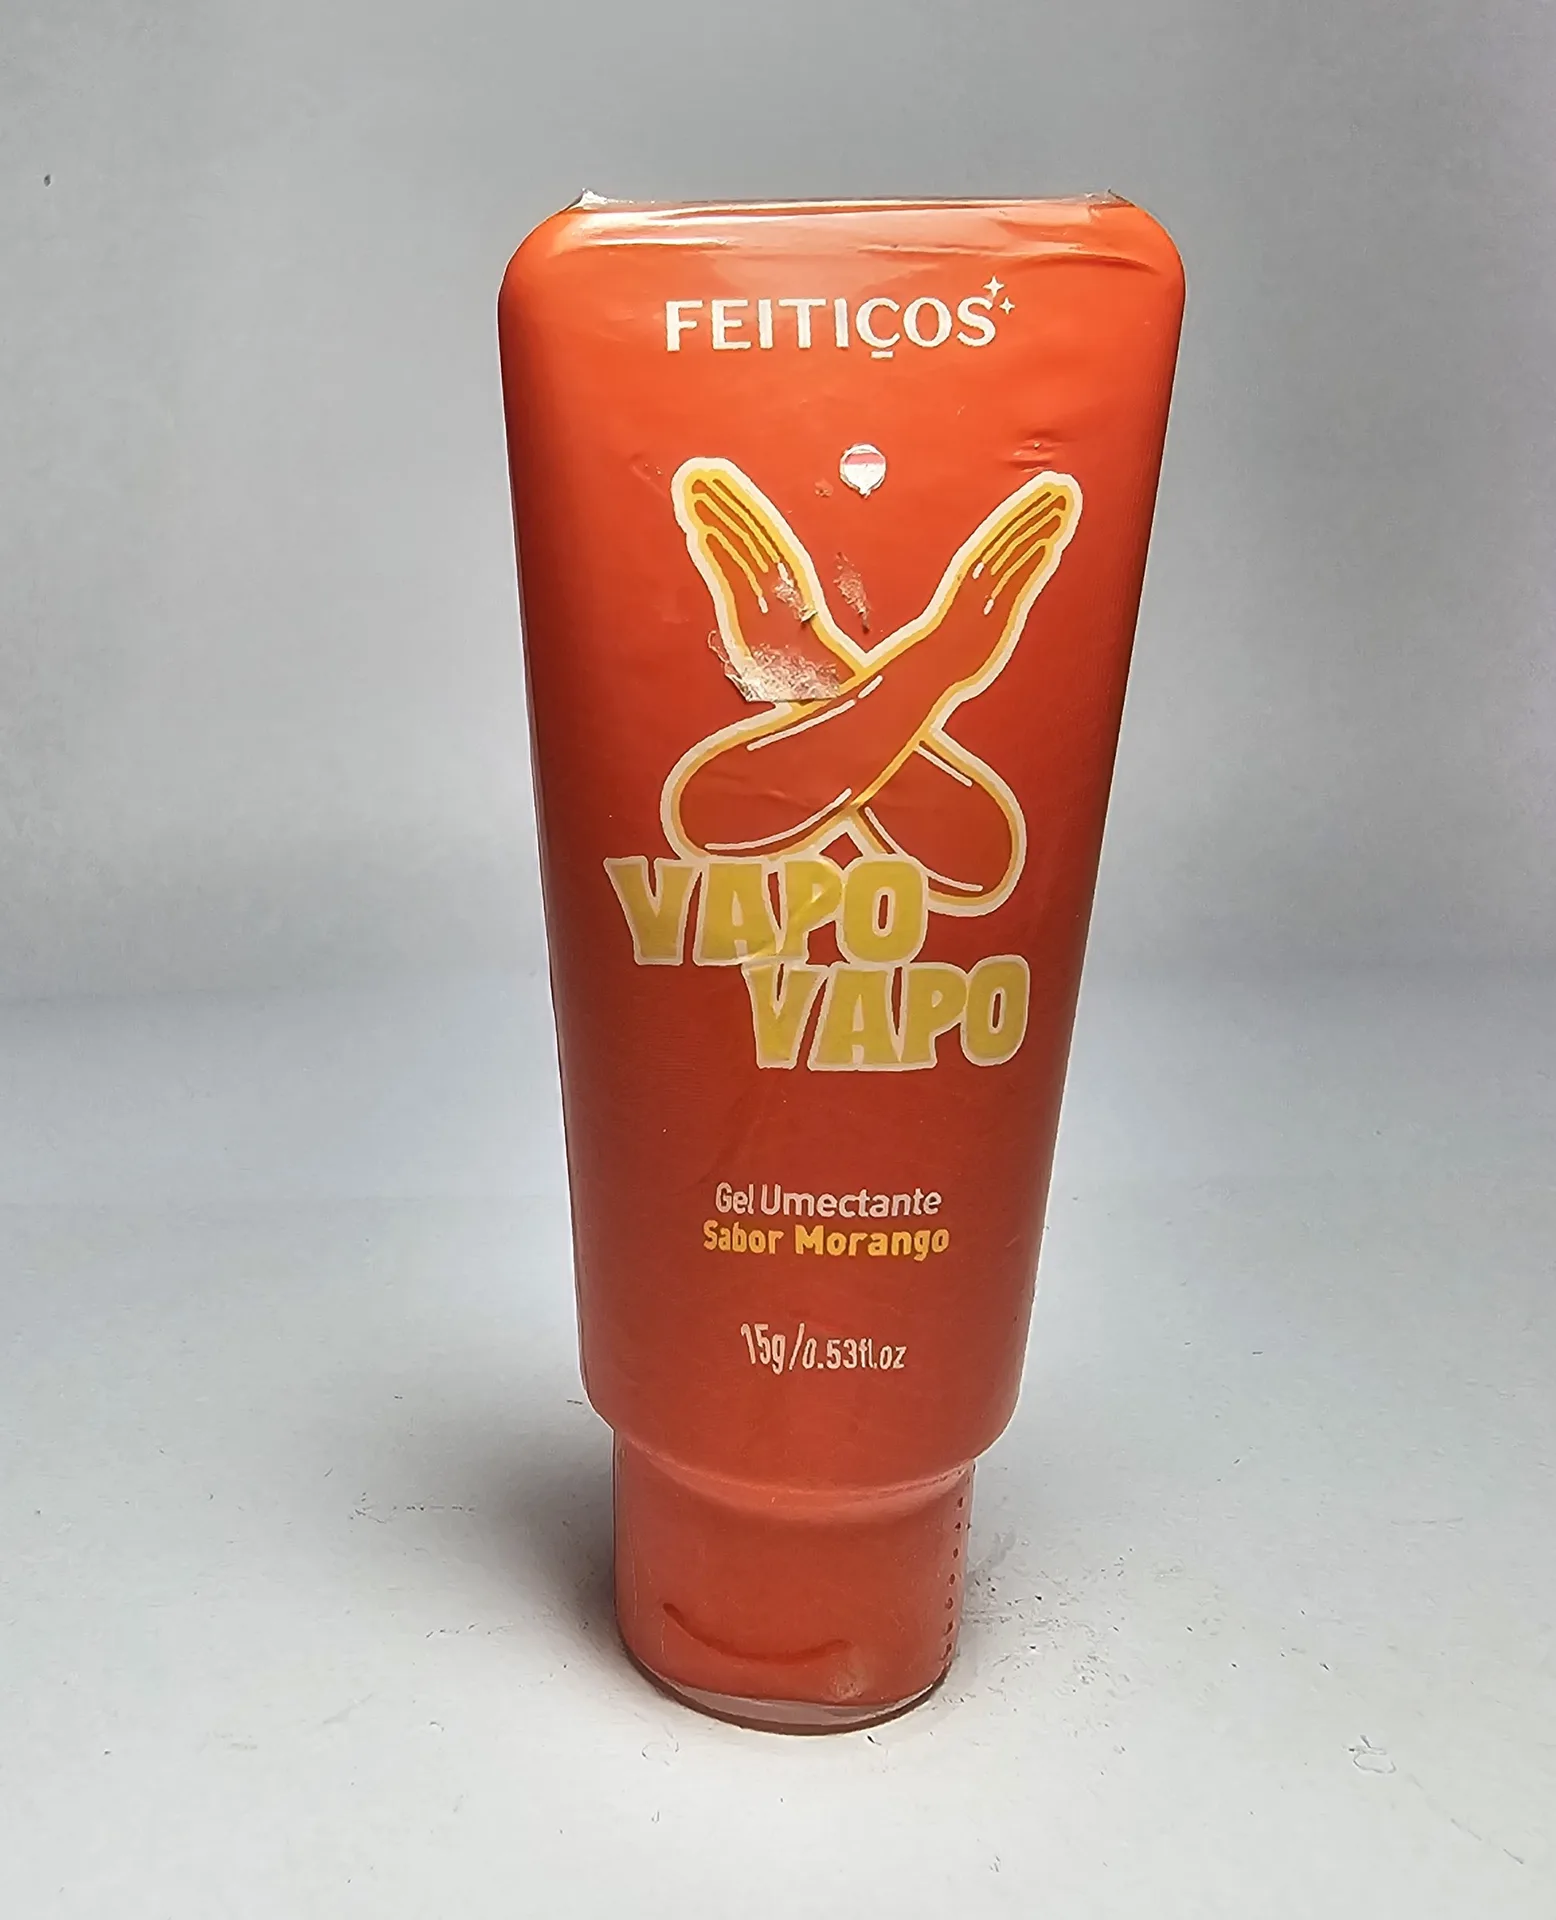 FEITIÇOS
VAPO
VAPO
Gel Umectante
Sabor Morango
15g/0.53fl.oz